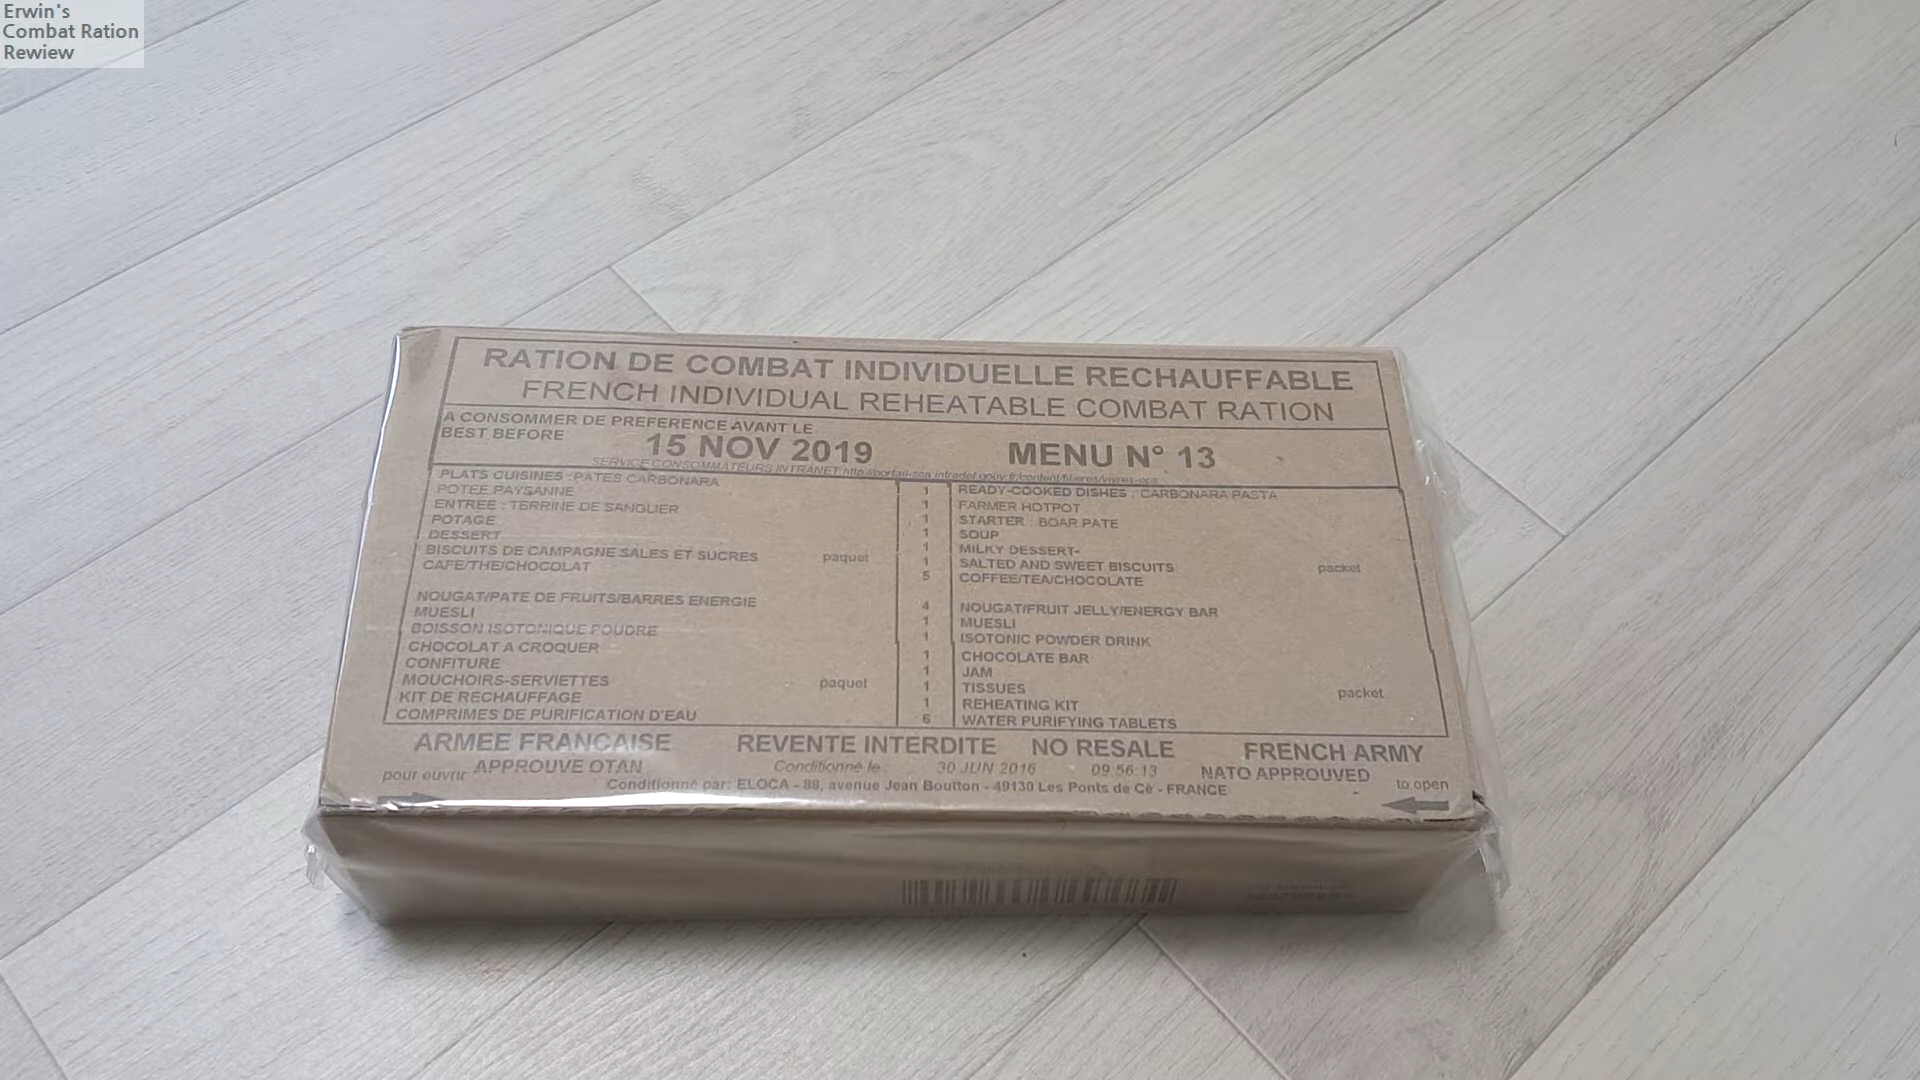 Erwin's
Combat Ration
Rewiew
RATION DE COMBAT INDIVIDUELLE RECHAUFFABLE
FRENCH INDIVIDUAL REHEATABLE COMBAT RATION
A CONSOMMER DE PREFERENCE AVANT LE
BEST BEFORE 15 NOV 2019 MENU N° 13
SERVICE CONSOMMATEURS INTRANET
PLATS CUISINES : PATES CARBONARA 1 READY-COOKED DISHES : CARBONARA PASTA
POTEE PAYSANNE 1 FARMER HOTPOT
ENTREE : TERRINE DE SANGLIER 1 STARTER : BOAR PATE
POTAGE 1 SOUP
DESSERT 1 MILKY DESSERT-
BISCUITS DE CAMPAGNE SALES ET SUCRES paquet 1 SALTED AND SWEET BISCUITS packet
CAFE/THE/CHOCOLAT 5 COFFEE/TEA/CHOCOLATE
NOUGAT/PATE DE FRUITS/BARRES ENERGIE 4 NOUGAT/FRUIT JELLY/ENERGY BAR
MUESLI 1 MUESLI
BOISSON ISOTONIQUE POUDRE 1 ISOTONIC POWDER DRINK
CHOCOLAT A CROQUER 1 CHOCOLATE BAR
CONFITURE 1 JAM
MOUCHOIRS-SERVIETTES paquet 1 TISSUES packet
KIT DE RECHAUFFAGE 1 REHEATING KIT
COMPRIMES DE PURIFICATION D'EAU 6 WATER PURIFYING TABLETS
ARMEE FRANCAISE REVENTE INTERDITE NO RESALE FRENCH ARMY
pour ouvrir APPROUVE OTAN Conditionné le : 30 JUN 2016 09:56:13 NATO APPROUVED to open
Conditionné par: ELOCA - 88, avenue Jean Boutton - 49130 Les Ponts de Cé - FRANCE